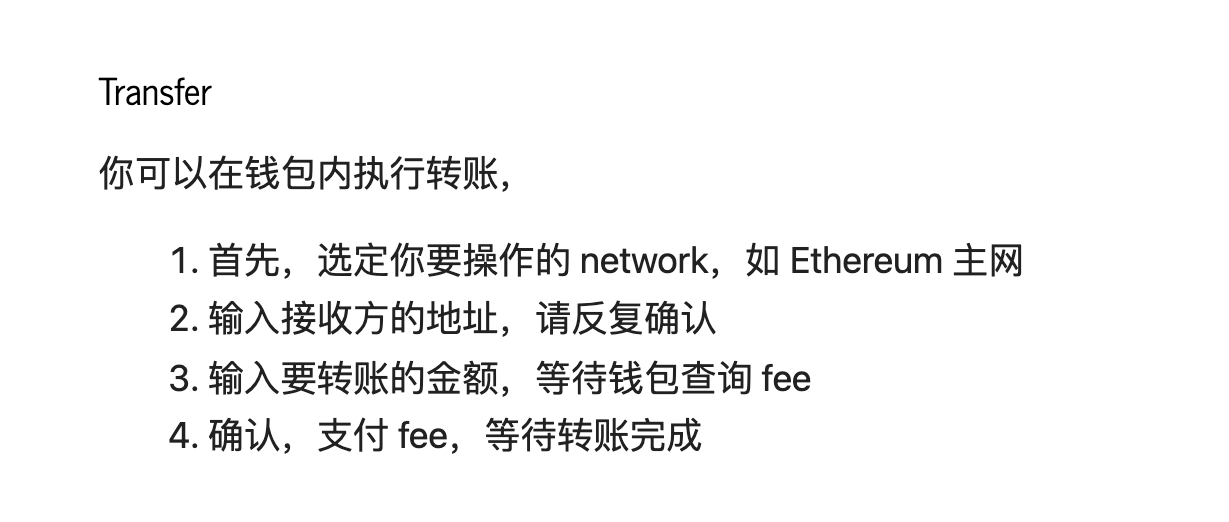 Transfer
你可以在钱包内执行转账，
1. 首先，选定你要操作的 network，如 Ethereum 主网
2. 输入接收方的地址，请反复确认
3. 输入要转账的金额，等待钱包查询 fee
4. 确认，支付 fee，等待转账完成